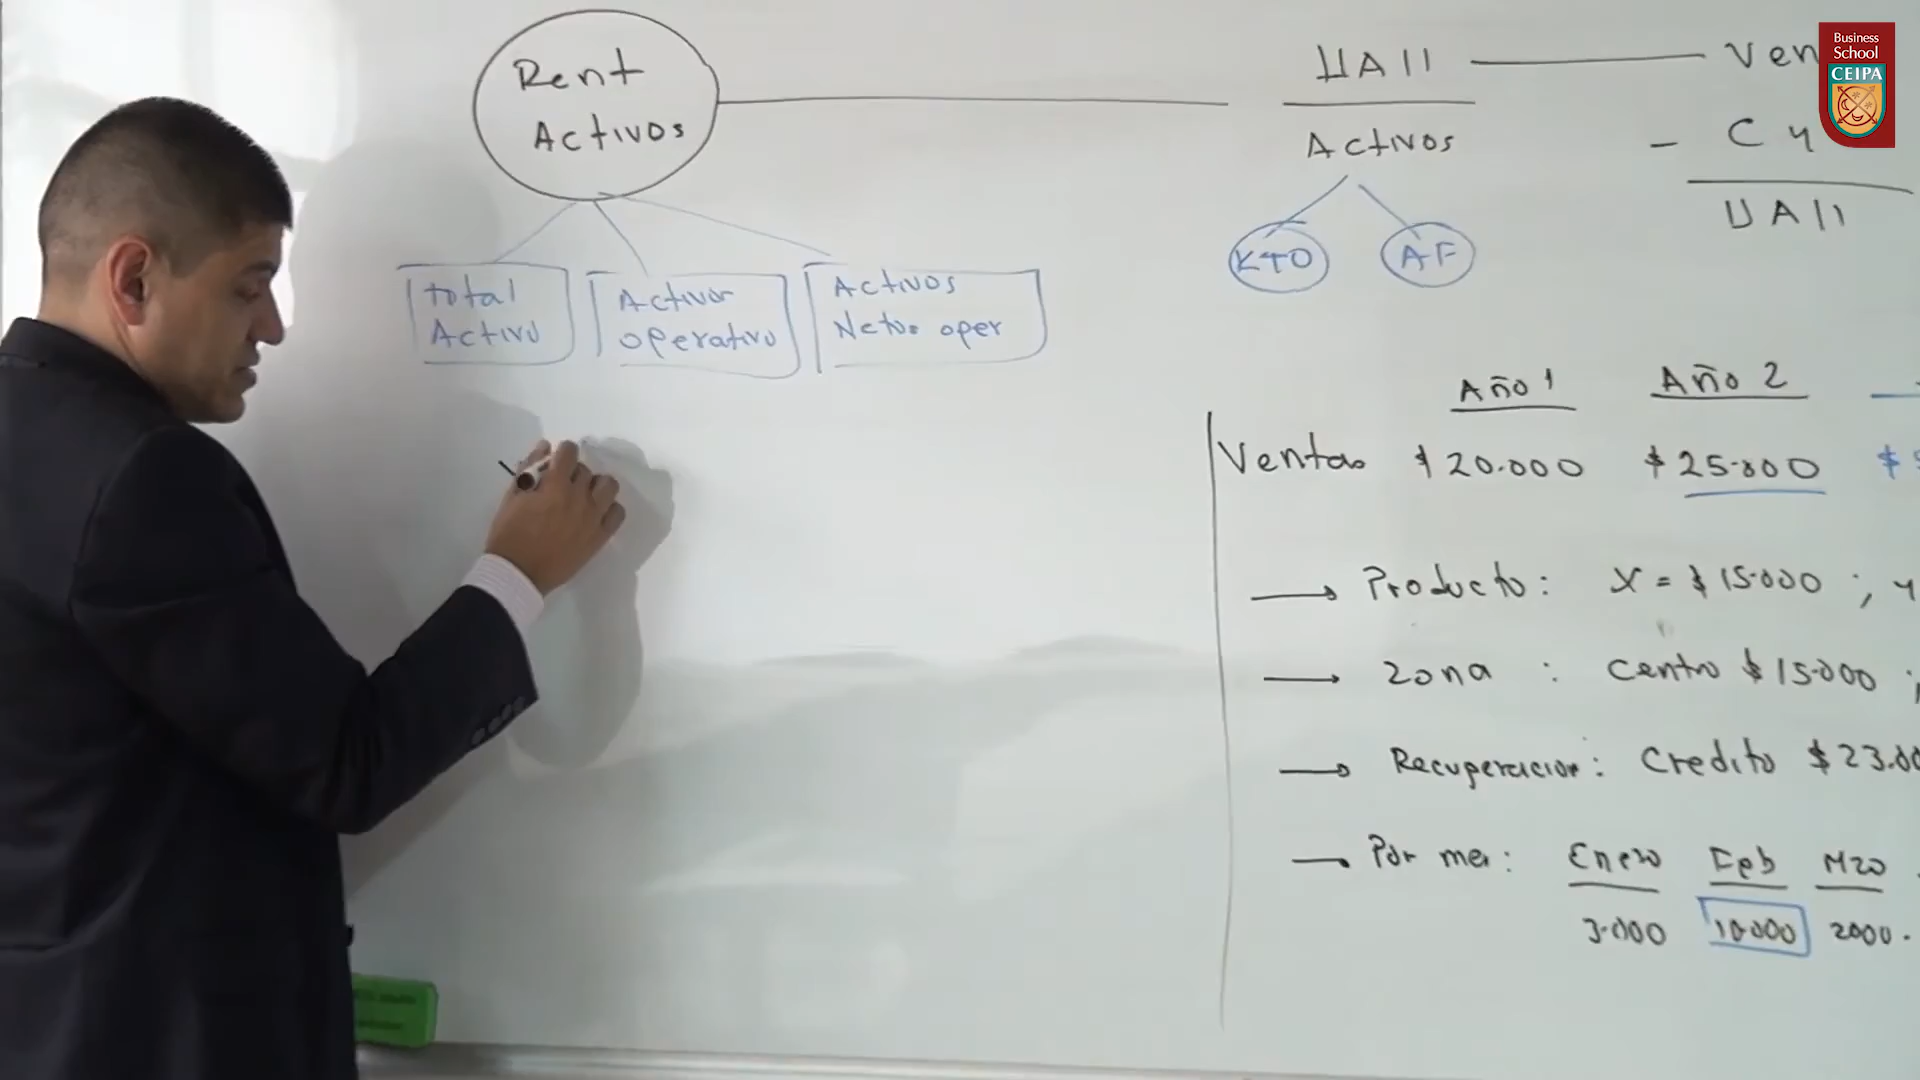 Rent
Activos
UAII
Activos
KTO
AF
Ven
- C y
UAII
Total
Activo
Activos
operativo
Activos
Netos oper
Año 1
Año 2
Ventas $20.000 $25.000 $
→ Producto: X = $15.000 ; y
→ Zona : Centro $15.000 ;
→ Recuperacion: Credito $23.00
→ Por mes: Enero Feb Mzo
3.000 10.000 2000.
Business
School
CEIPA